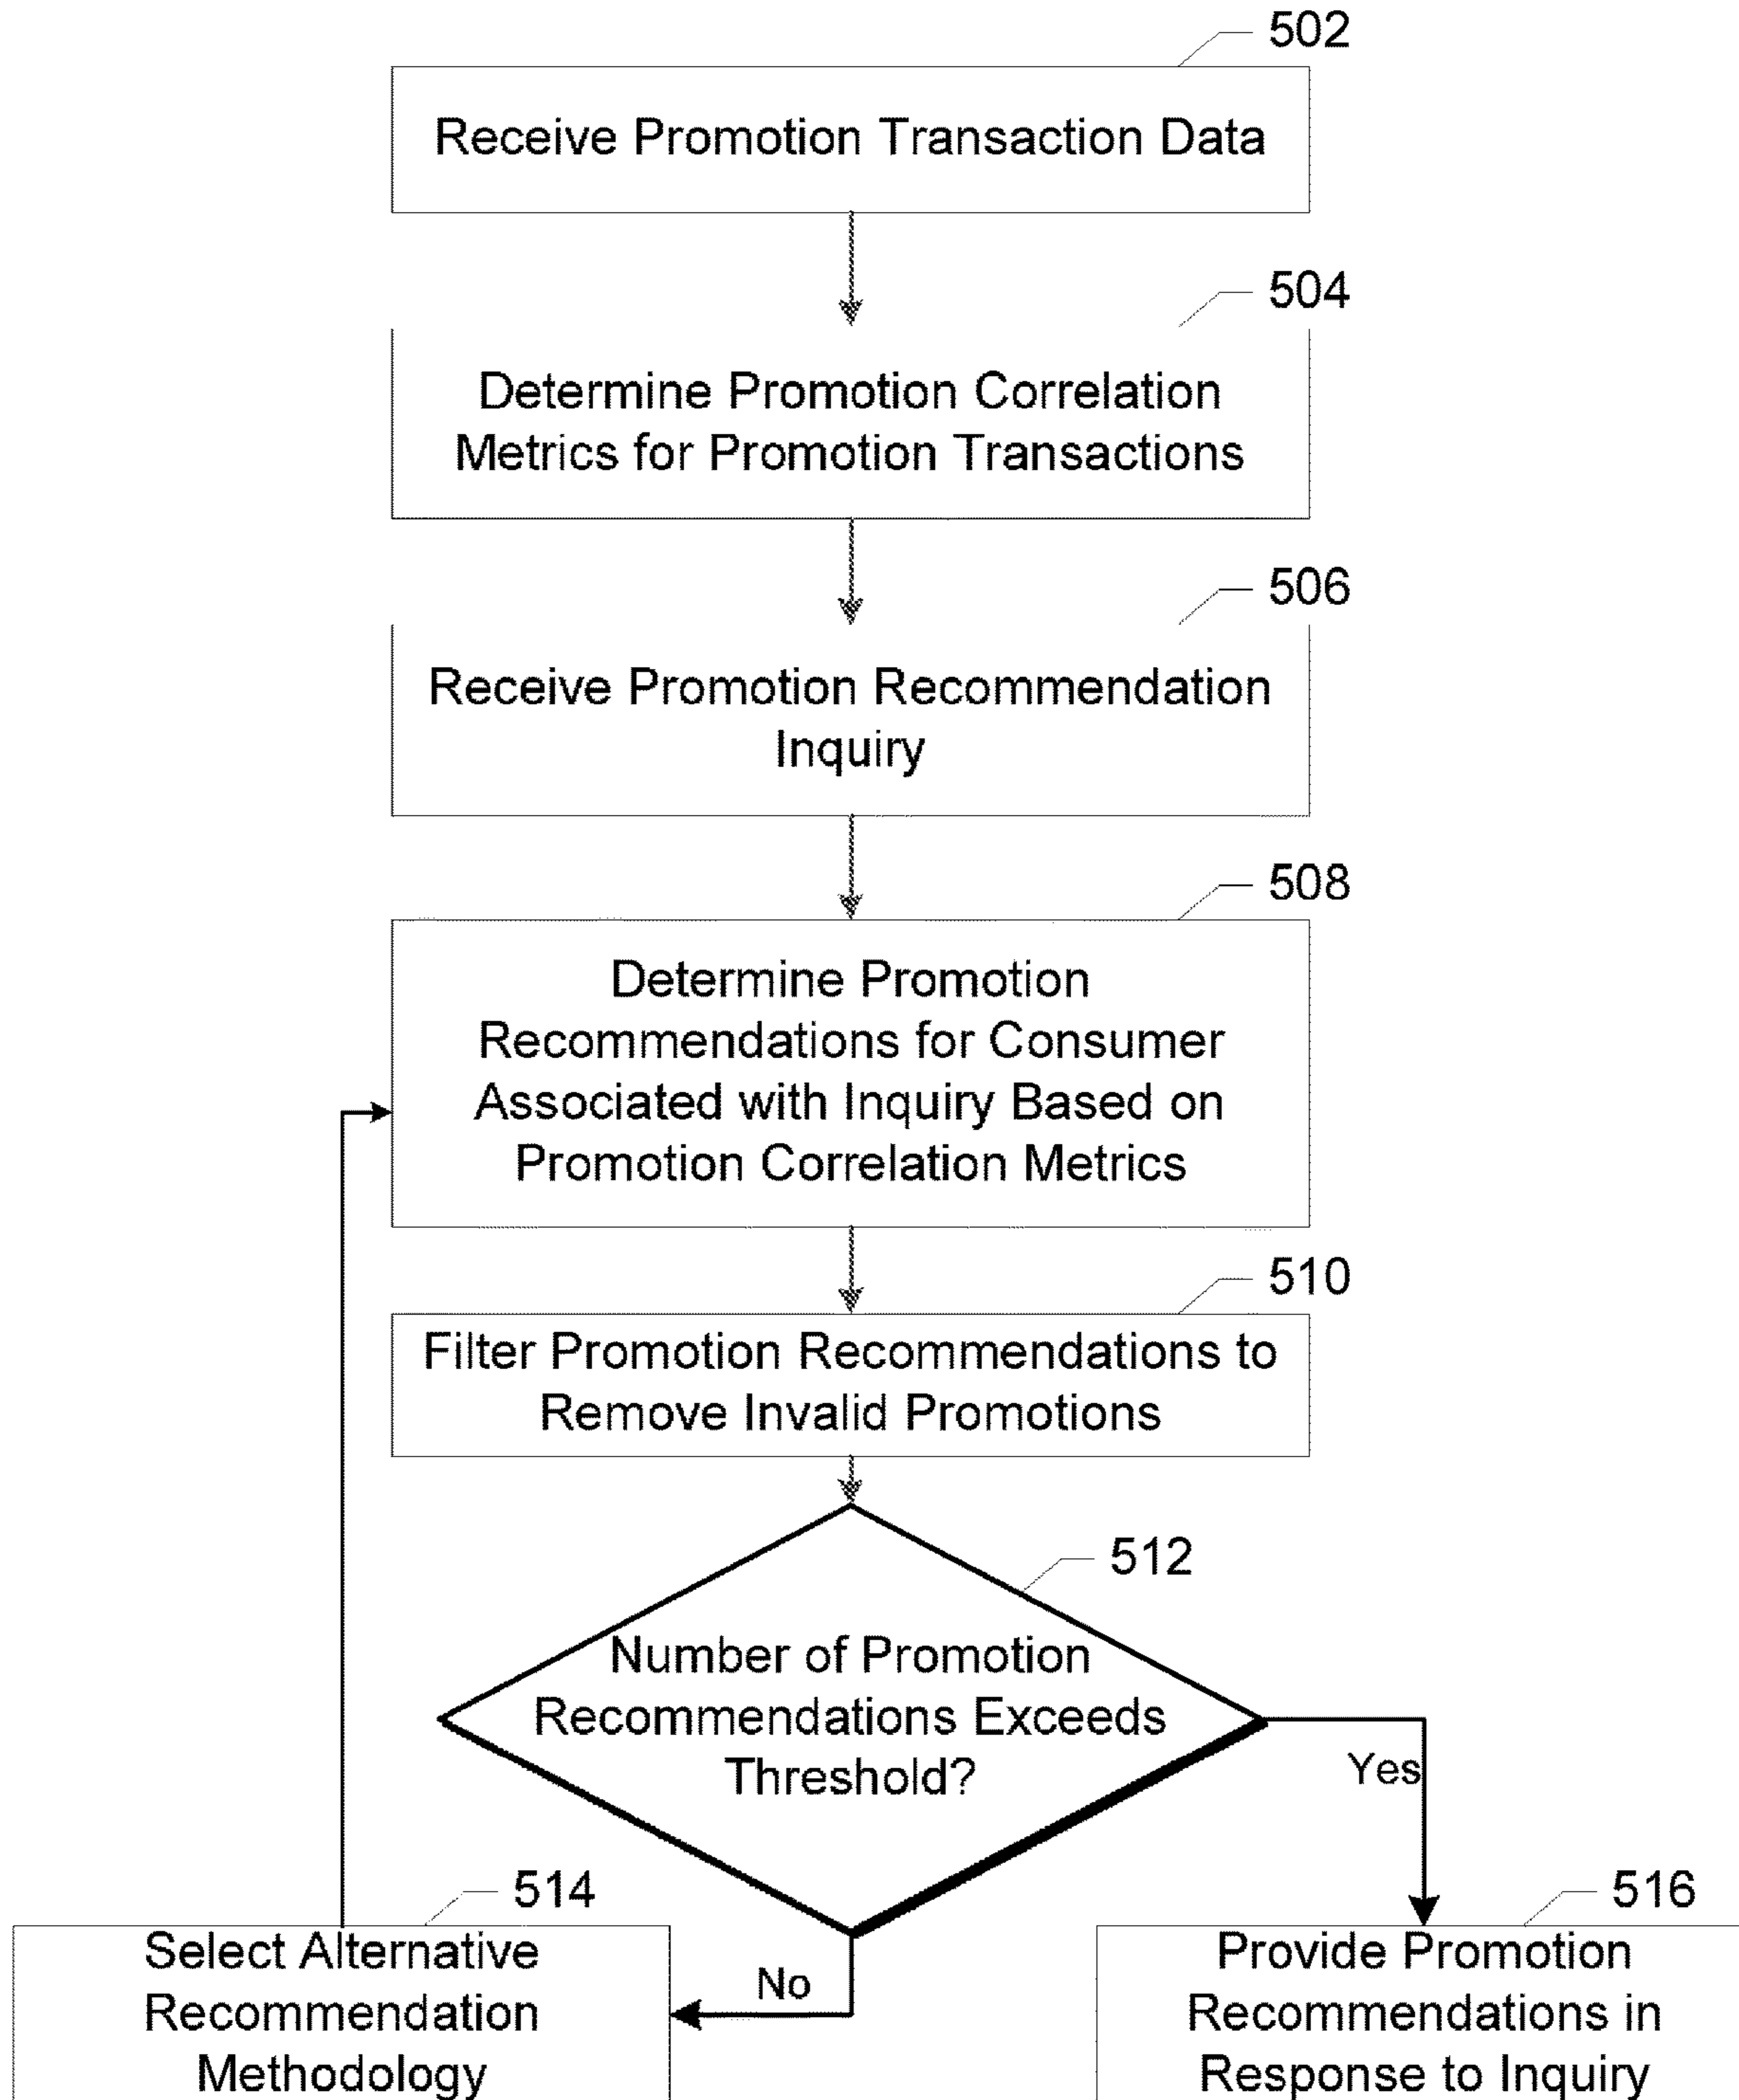 502
Receive Promotion Transaction Data
504
Determine Promotion Correlation
Metrics for Promotion Transactions
506
Receive Promotion Recommendation
Inquiry
508
Determine Promotion
Recommendations for Consumer
Associated with Inquiry Based on
Promotion Correlation Metrics
510
Filter Promotion Recommendations to
Remove Invalid Promotions
512
Number of Promotion
Recommendations Exceeds
Threshold?
Yes
No
514
Select Alternative
Recommendation
Methodology
516
Provide Promotion
Recommendations in
Response to Inquiry